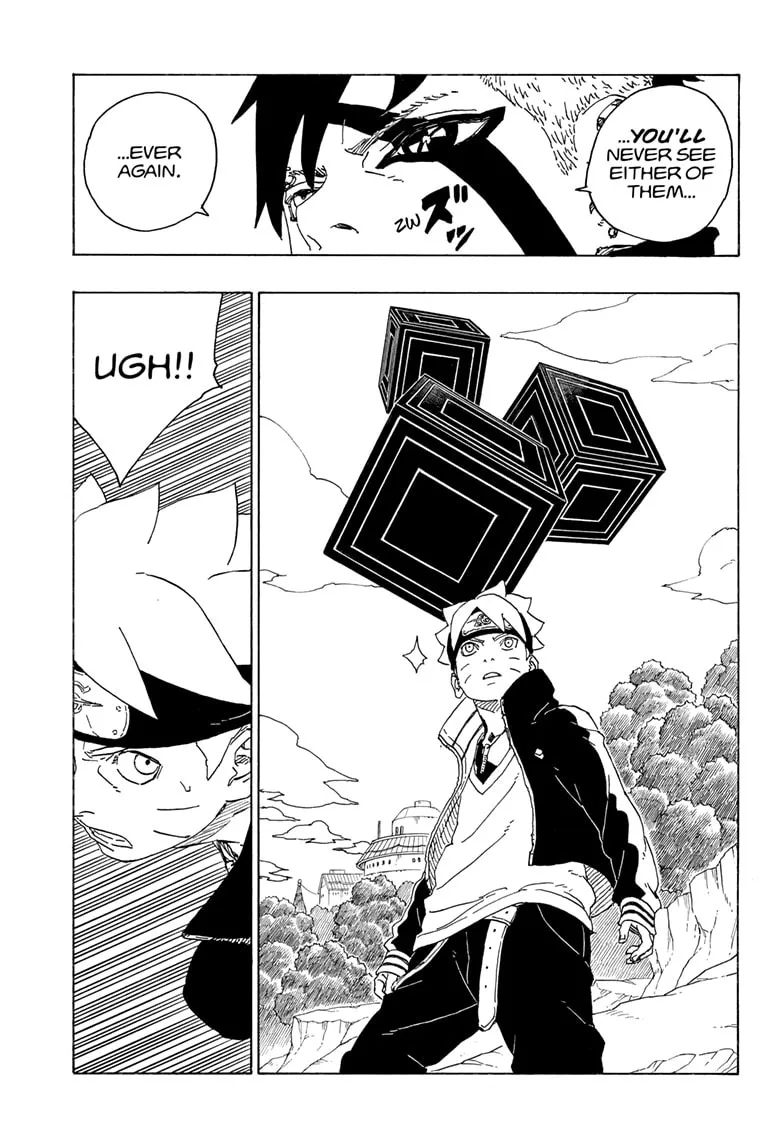 ...YOU'LL
NEVER SEE
EITHER OF
THEM...
...EVER
AGAIN.
ズッ
ZW
UGH!!